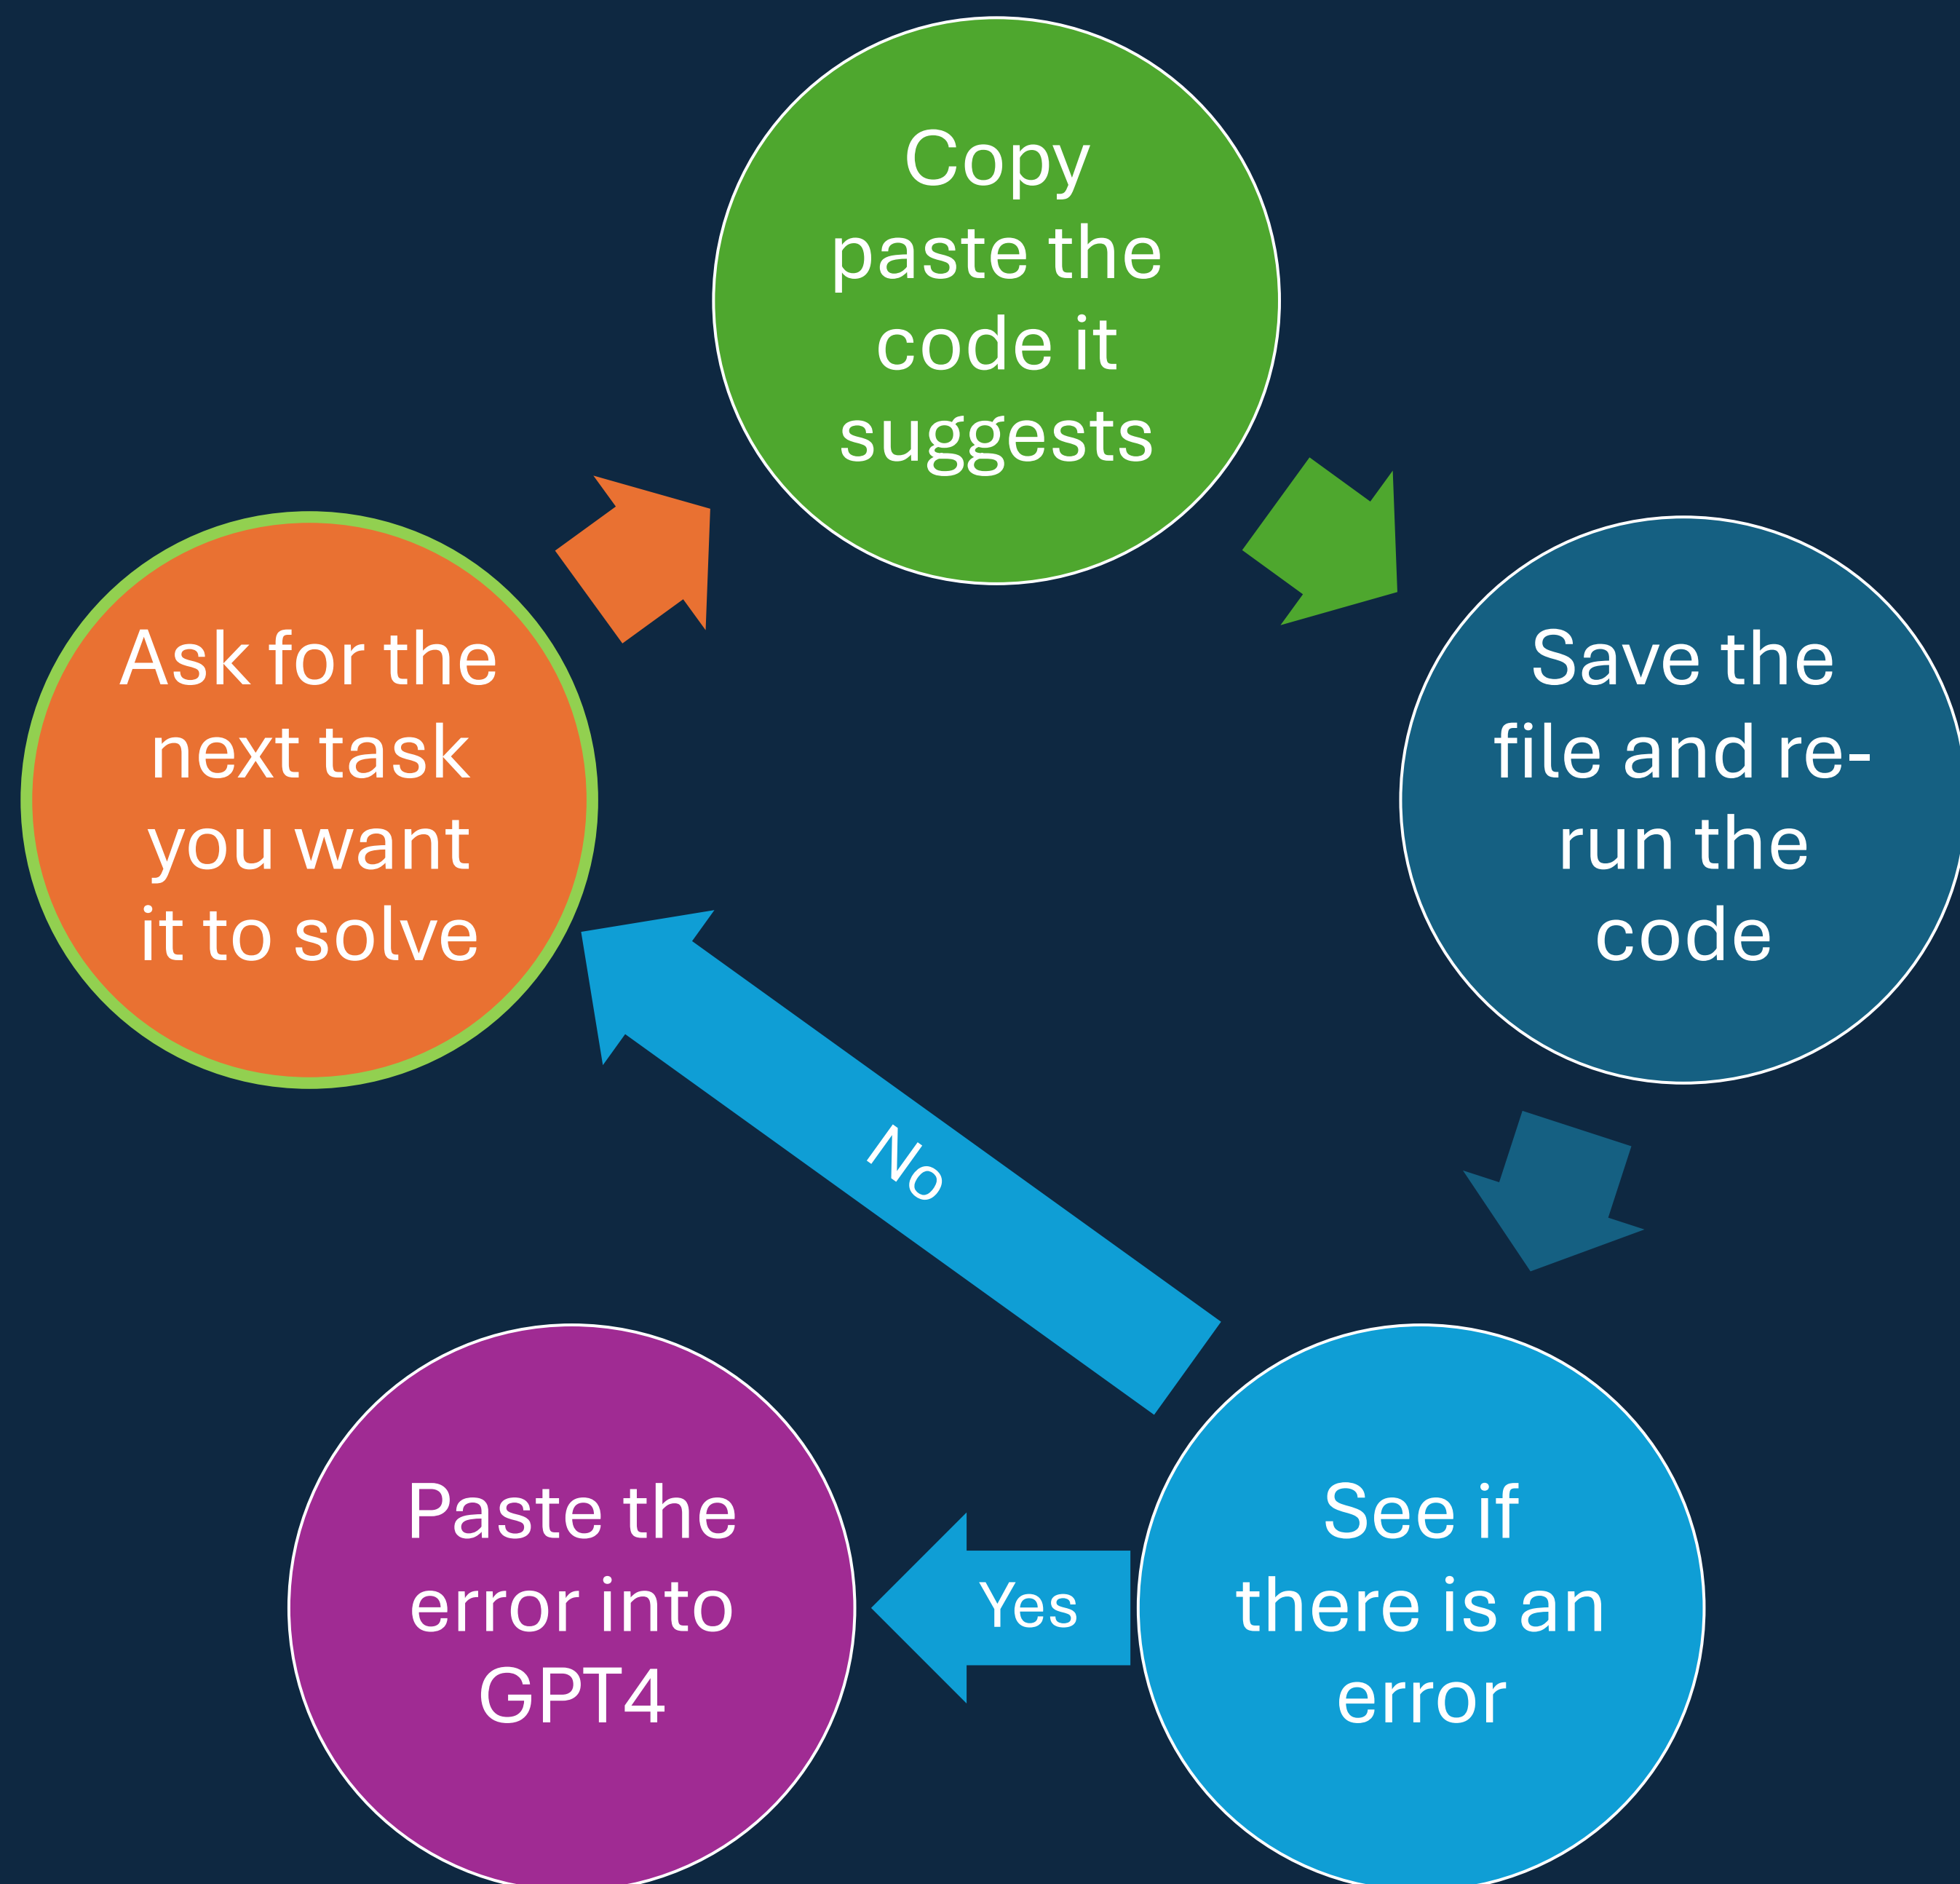 Copy
paste the
code it
suggests
Ask for the
next task
you want
it to solve
Save the
file and re-
run the
code
No
Paste the
error into
GPT4
Yes
See if
there is an
error